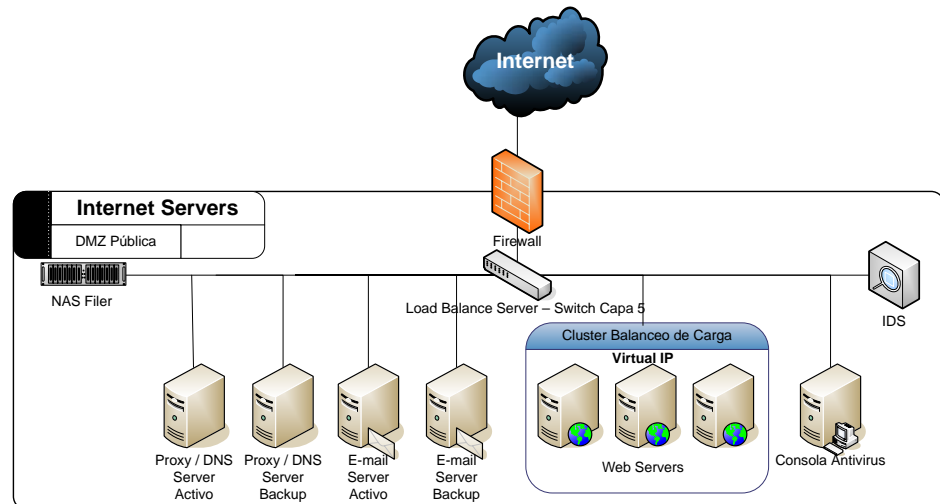 Internet
Internet Servers
DMZ Pública
Firewall
NAS Filer
Load Balance Server – Switch Capa 5
IDS
Cluster Balanceo de Carga
Virtual IP
Proxy / DNS
Server
Activo
Proxy / DNS
Server
Backup
E-mail
Server
Activo
E-mail
Server
Backup
Web Servers
Consola Antivirus